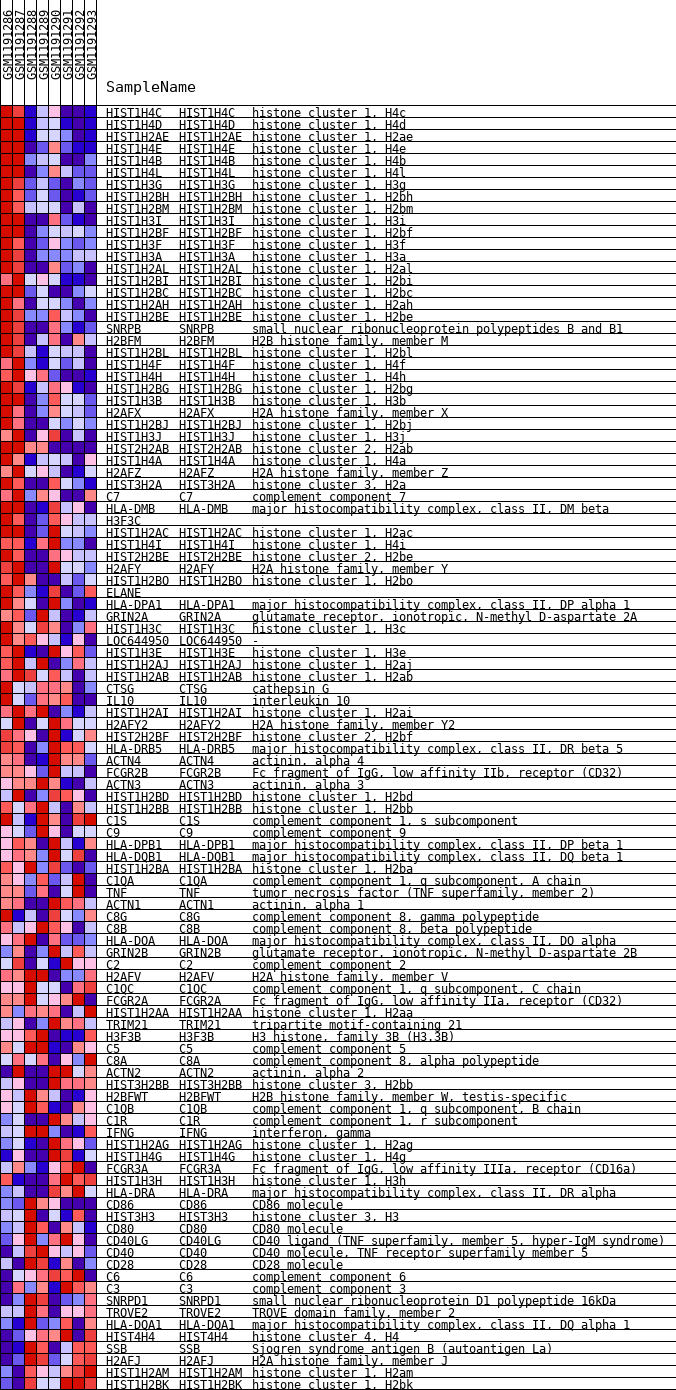 GSM1191286
GSM1191287
GSM1191288
GSM1191289
GSM1191290
GSM1191291
GSM1191292
GSM1191293
SampleName
HIST1H4C HIST1H4C histone cluster 1, H4c
HIST1H4D HIST1H4D histone cluster 1, H4d
HIST1H2AE HIST1H2AE histone cluster 1, H2ae
HIST1H4E HIST1H4E histone cluster 1, H4e
HIST1H4B HIST1H4B histone cluster 1, H4b
HIST1H4L HIST1H4L histone cluster 1, H4l
HIST1H3G HIST1H3G histone cluster 1, H3g
HIST1H2BH HIST1H2BH histone cluster 1, H2bh
HIST1H2BM HIST1H2BM histone cluster 1, H2bm
HIST1H3I HIST1H3I histone cluster 1, H3i
HIST1H2BF HIST1H2BF histone cluster 1, H2bf
HIST1H3F HIST1H3F histone cluster 1, H3f
HIST1H3A HIST1H3A histone cluster 1, H3a
HIST1H2AL HIST1H2AL histone cluster 1, H2al
HIST1H2BI HIST1H2BI histone cluster 1, H2bi
HIST1H2BC HIST1H2BC histone cluster 1, H2bc
HIST1H2AH HIST1H2AH histone cluster 1, H2ah
HIST1H2BE HIST1H2BE histone cluster 1, H2be
SNRPB SNRPB small nuclear ribonucleoprotein polypeptides B and B1
H2BFM H2BFM H2B histone family, member M
HIST1H2BL HIST1H2BL histone cluster 1, H2bl
HIST1H4F HIST1H4F histone cluster 1, H4f
HIST1H4H HIST1H4H histone cluster 1, H4h
HIST1H2BG HIST1H2BG histone cluster 1, H2bg
HIST1H3B HIST1H3B histone cluster 1, H3b
H2AFX H2AFX H2A histone family, member X
HIST1H2BJ HIST1H2BJ histone cluster 1, H2bj
HIST1H3J HIST1H3J histone cluster 1, H3j
HIST2H2AB HIST2H2AB histone cluster 2, H2ab
HIST1H4A HIST1H4A histone cluster 1, H4a
H2AFZ H2AFZ H2A histone family, member Z
HIST3H2A HIST3H2A histone cluster 3, H2a
C7 C7 complement component 7
HLA-DMB HLA-DMB major histocompatibility complex, class II, DM beta
H3F3C
HIST1H2AC HIST1H2AC histone cluster 1, H2ac
HIST1H4I HIST1H4I histone cluster 1, H4i
HIST2H2BE HIST2H2BE histone cluster 2, H2be
H2AFY H2AFY H2A histone family, member Y
HIST1H2BO HIST1H2BO histone cluster 1, H2bo
ELANE
HLA-DPA1 HLA-DPA1 major histocompatibility complex, class II, DP alpha 1
GRIN2A GRIN2A glutamate receptor, ionotropic, N-methyl D-aspartate 2A
HIST1H3C HIST1H3C histone cluster 1, H3c
LOC644950 LOC644950 -
HIST1H3E HIST1H3E histone cluster 1, H3e
HIST1H2AJ HIST1H2AJ histone cluster 1, H2aj
HIST1H2AB HIST1H2AB histone cluster 1, H2ab
CTSG CTSG cathepsin G
IL10 IL10 interleukin 10
HIST1H2AI HIST1H2AI histone cluster 1, H2ai
H2AFY2 H2AFY2 H2A histone family, member Y2
HIST2H2BF HIST2H2BF histone cluster 2, H2bf
HLA-DRB5 HLA-DRB5 major histocompatibility complex, class II, DR beta 5
ACTN4 ACTN4 actinin, alpha 4
FCGR2B FCGR2B Fc fragment of IgG, low affinity IIb, receptor (CD32)
ACTN3 ACTN3 actinin, alpha 3
HIST1H2BD HIST1H2BD histone cluster 1, H2bd
HIST1H2BB HIST1H2BB histone cluster 1, H2bb
C1S C1S complement component 1, s subcomponent
C9 C9 complement component 9
HLA-DPB1 HLA-DPB1 major histocompatibility complex, class II, DP beta 1
HLA-DQB1 HLA-DQB1 major histocompatibility complex, class II, DQ beta 1
HIST1H2BA HIST1H2BA histone cluster 1, H2ba
C1QA C1QA complement component 1, q subcomponent, A chain
TNF TNF tumor necrosis factor (TNF superfamily, member 2)
ACTN1 ACTN1 actinin, alpha 1
C8G C8G complement component 8, gamma polypeptide
C8B C8B complement component 8, beta polypeptide
HLA-DOA HLA-DOA major histocompatibility complex, class II, DO alpha
GRIN2B GRIN2B glutamate receptor, ionotropic, N-methyl D-aspartate 2B
C2 C2 complement component 2
H2AFV H2AFV H2A histone family, member V
C1QC C1QC complement component 1, q subcomponent, C chain
FCGR2A FCGR2A Fc fragment of IgG, low affinity IIa, receptor (CD32)
HIST1H2AA HIST1H2AA histone cluster 1, H2aa
TRIM21 TRIM21 tripartite motif-containing 21
H3F3B H3F3B H3 histone, family 3B (H3.3B)
C5 C5 complement component 5
C8A C8A complement component 8, alpha polypeptide
ACTN2 ACTN2 actinin, alpha 2
HIST3H2BB HIST3H2BB histone cluster 3, H2bb
H2BFWT H2BFWT H2B histone family, member W, testis-specific
C1QB C1QB complement component 1, q subcomponent, B chain
C1R C1R complement component 1, r subcomponent
IFNG IFNG interferon, gamma
HIST1H2AG HIST1H2AG histone cluster 1, H2ag
HIST1H4G HIST1H4G histone cluster 1, H4g
FCGR3A FCGR3A Fc fragment of IgG, low affinity IIIa, receptor (CD16a)
HIST1H3H HIST1H3H histone cluster 1, H3h
HLA-DRA HLA-DRA major histocompatibility complex, class II, DR alpha
CD86 CD86 CD86 molecule
HIST3H3 HIST3H3 histone cluster 3, H3
CD80 CD80 CD80 molecule
CD40LG CD40LG CD40 ligand (TNF superfamily, member 5, hyper-IgM syndrome)
CD40 CD40 CD40 molecule, TNF receptor superfamily member 5
CD28 CD28 CD28 molecule
C6 C6 complement component 6
C3 C3 complement component 3
SNRPD1 SNRPD1 small nuclear ribonucleoprotein D1 polypeptide 16kDa
TROVE2 TROVE2 TROVE domain family, member 2
HLA-DQA1 HLA-DQA1 major histocompatibility complex, class II, DQ alpha 1
HIST4H4 HIST4H4 histone cluster 4, H4
SSB SSB Sjogren syndrome antigen B (autoantigen La)
H2AFJ H2AFJ H2A histone family, member J
HIST1H2AM HIST1H2AM histone cluster 1, H2am
HIST1H2BK HIST1H2BK histone cluster 1, H2bk